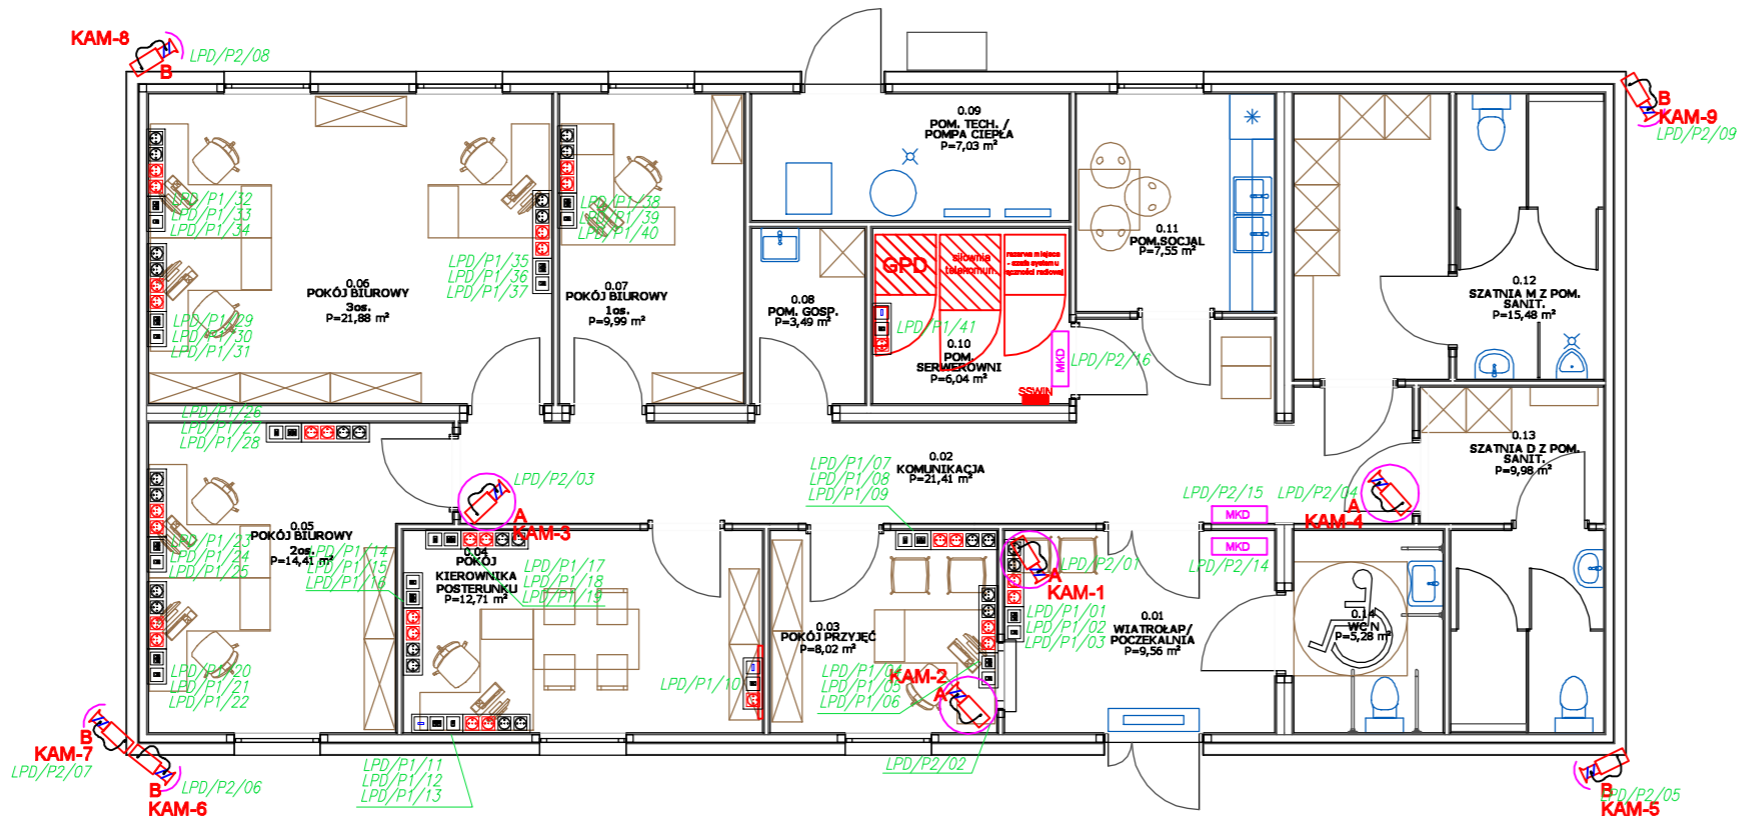 KAM-8
B
LPD/P2/08
B
KAM-9
LPD/P2/09
0.09
POM. TECH. /
POMPA CIEPŁA
P=7,03 m²
LPD/P1/32
LPD/P1/33
LPD/P1/34
LPD/P1/38
LPD/P1/39
LPD/P1/40
0.11
POM.SOCJAL
P=7,55 m²
LPD/P1/35
LPD/P1/36
LPD/P1/37
GPD
siłownia
telekomun.
rezerwa miejsca
- szafa systemu
łączności radiowej
0.06
POKÓJ BIUROWY
3os.
P=21,88 m²
0.07
POKÓJ BIUROWY
1os.
P=9,99 m²
0.08
POM. GOSP.
P=3,49 m²
0.12
SZATNIA M Z POM.
SANIT.
P=15,48 m²
LPD/P1/29
LPD/P1/30
LPD/P1/31
LPD/P1/41
0.10
POM.
SERWEROWNI
P=6,04 m²
MKD
LPD/P2/16
SSWIN
LPD/P1/26
LPD/P1/27
LPD/P1/28
0.13
SZATNIA D Z POM.
SANIT.
P=9,98 m²
LPD/P1/07
LPD/P1/08
LPD/P1/09
0.02
KOMUNIKACJA
P=21,41 m²
LPD/P2/03
A
KAM-3
LPD/P2/15
MKD
LPD/P2/04
A
KAM-4
MKD
LPD/P2/14
LPD/P1/23
LPD/P1/24
LPD/P1/25
0.05
POKÓJ BIUROWY
2os.
P=14,41 m²
LPD/P1/14
LPD/P1/15
LPD/P1/16
0.04
POKÓJ
KIEROWNIKA
POSTERUNKU
P=12,71 m²
LPD/P1/17
LPD/P1/18
LPD/P1/19
LPD/P2/01
A
KAM-1
LPD/P1/01
LPD/P1/02
LPD/P1/03
0.01
WIATROŁAP/
POCZEKALNIA
P=9,56 m²
0.14
WC N
P=5,28 m²
0.03
POKÓJ PRZYJĘĆ
P=8,02 m²
LPD/P1/04
LPD/P1/05
LPD/P1/06
KAM-2
A
LPD/P1/20
LPD/P1/21
LPD/P1/22
LPD/P1/10
B
KAM-7
LPD/P2/07
B
KAM-6
LPD/P2/06
LPD/P1/11
LPD/P1/12
LPD/P1/13
LPD/P2/02
B
LPD/P2/05
KAM-5